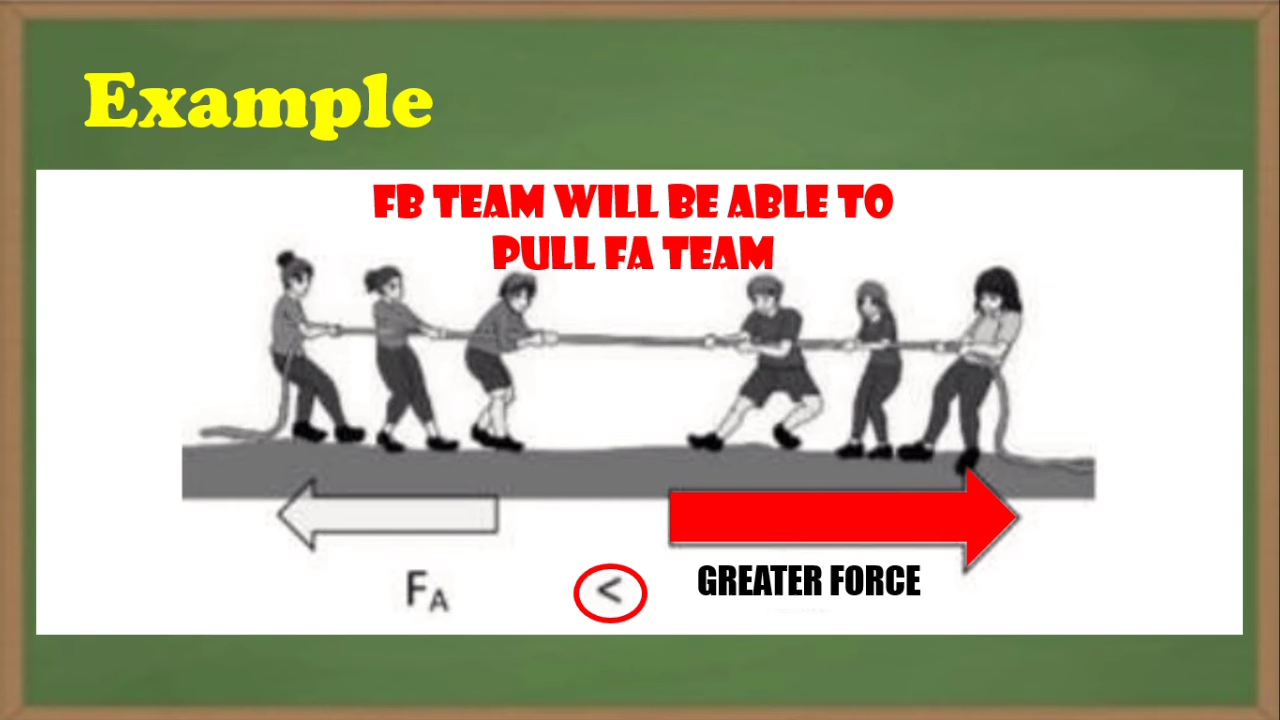 Example
FB TEAM WILL BE ABLE TO
PULL FA TEAM
FA < GREATER FORCE